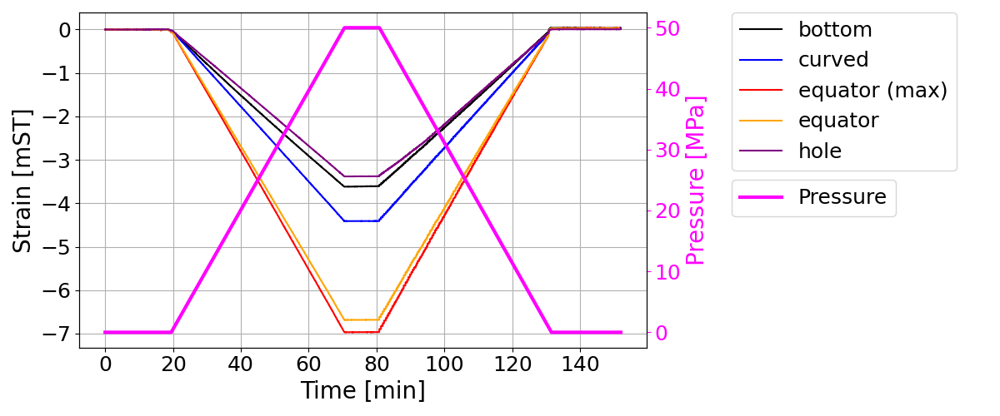 0
−1
−2
−3
−4
−5
−6
−7
Strain [mST]
0
20
40
60
80
100
120
140
Time [min]
50
40
30
20
10
0
Pressure [MPa]
bottom
curved
equator (max)
equator
hole
Pressure